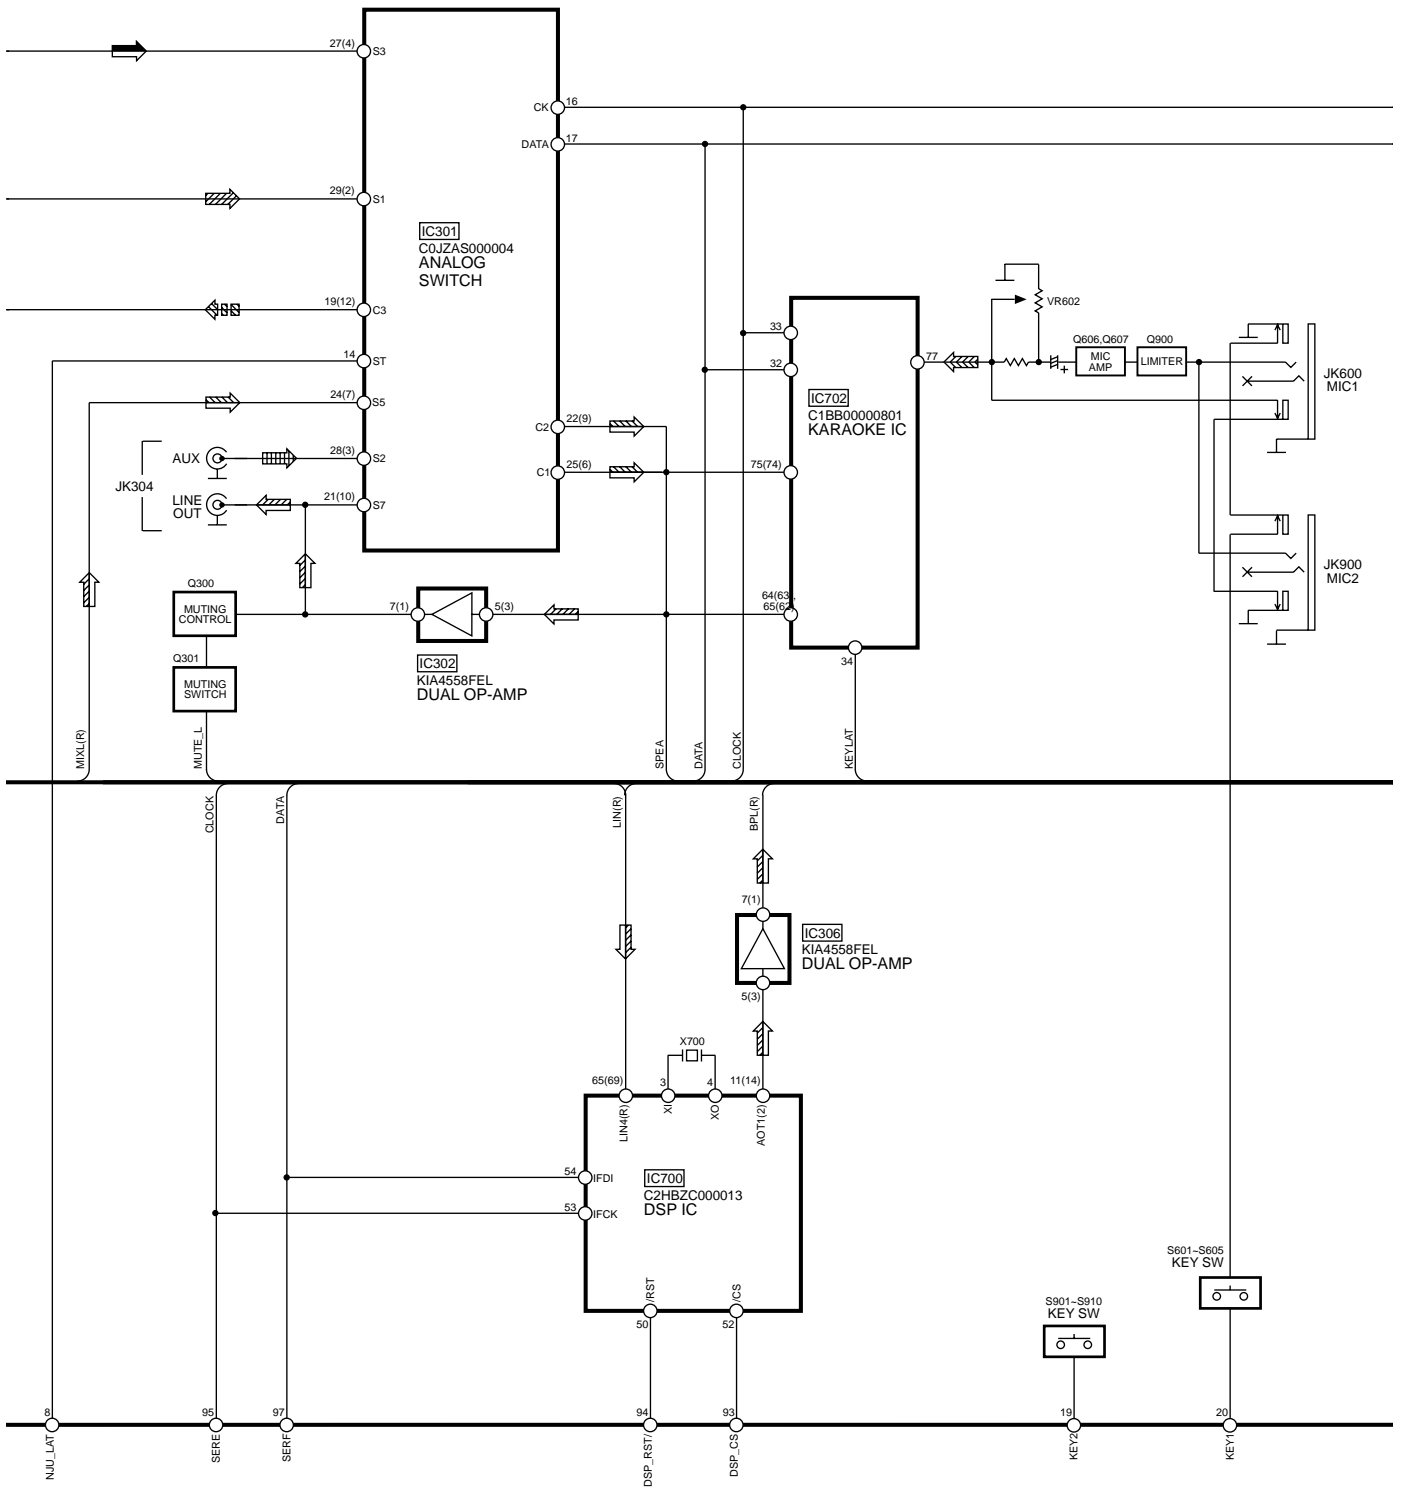 27(4)
S3
CK
16
DATA
17
29(2)
S1
IC301
C0JZAS000004
ANALOG
SWITCH
VR602
19(12)
C3
33
14
ST
32
77
Q606,Q607
MIC
AMP
Q900
LIMITER
JK600
MIC1
24(7)
S5
C2
22(9)
IC702
C1BB00000801
KARAOKE IC
AUX
28(3)
S2
C1
25(6)
75(74)
JK304
LINE
OUT
21(10)
S7
JK900
MIC2
Q300
MUTING
CONTROL
7(1)
5(3)
64(63),
65(62)
Q301
MUTING
SWITCH
IC302
KIA4558FEL
DUAL OP-AMP
34
MIXL(R)
MUTE_L
SPEA
DATA
CLOCK
KEYLAT
CLOCK
DATA
LIN(R)
BPL(R)
7(1)
IC306
KIA4558FEL
DUAL OP-AMP
5(3)
X700
65(69)
3
4
11(14)
LIN4(R)
XI
XO
AOT1(2)
54
IFDI
53
IFCK
IC700
C2HBZC000013
DSP IC
/RST
/CS
50
52
S601~S605
KEY SW
S901~S910
KEY SW
8
95
97
94
93
19
20
NJU_LAT
SERE
SERF
DSP_RST/
DSP_CS
KEY2
KEY1